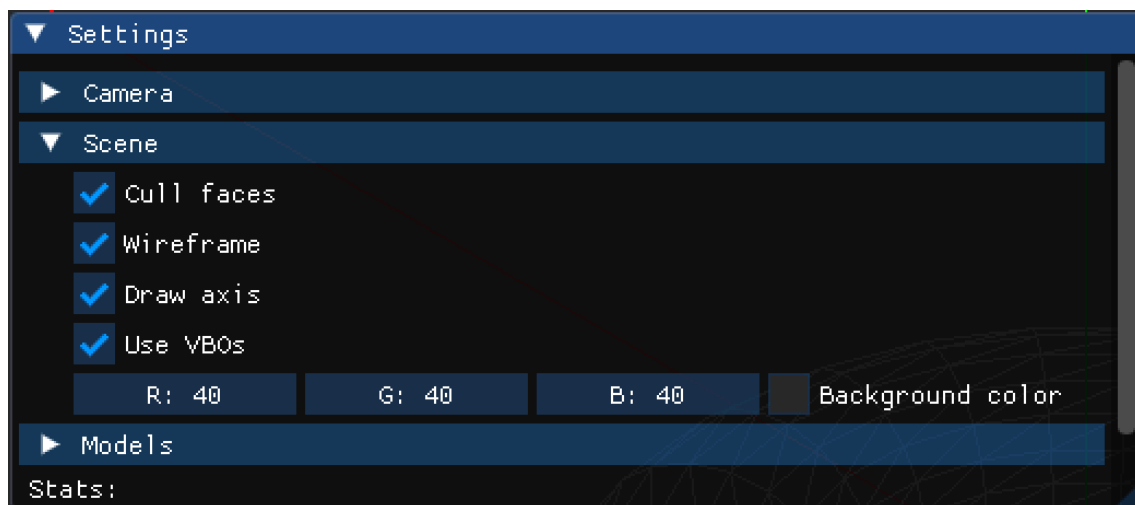 Settings
Camera
Scene
Cull faces
Wireframe
Draw axis
Use VBOs
R: 40 G: 40 B: 40 Background color
Models
Stats: